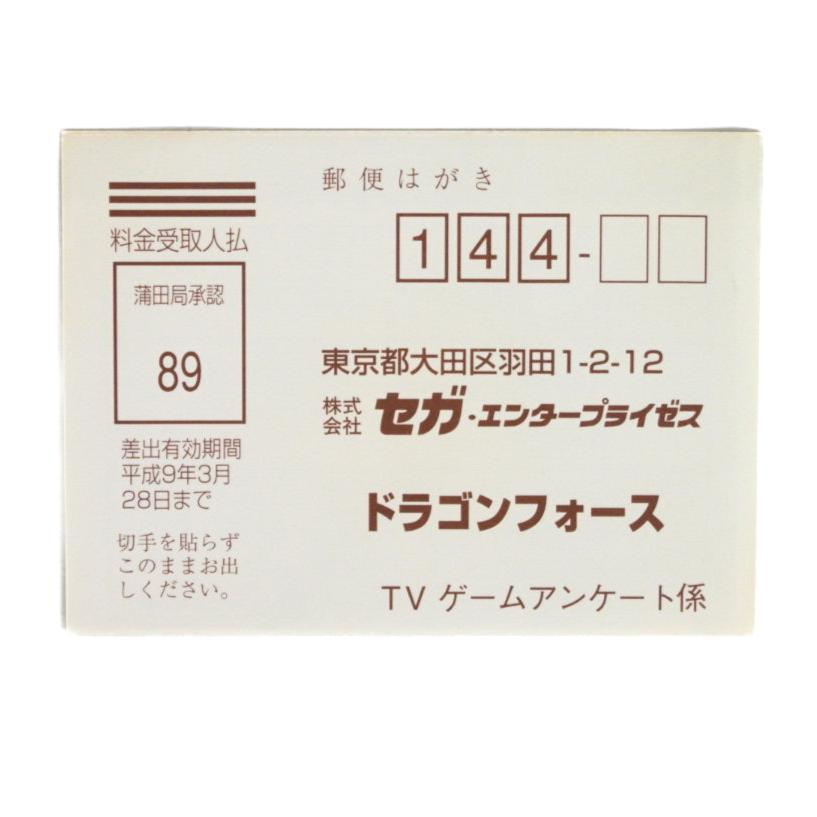 郵便はがき
144-
料金受取人払
蒲田局承認
89
差出有効期間
平成9年3月
28日まで
切手を貼らず
このままお出
しください。
東京都大田区羽田1-2-12
株式会社 セガ・エンタープライゼス
ドラゴンフォース
TV ゲームアンケート係